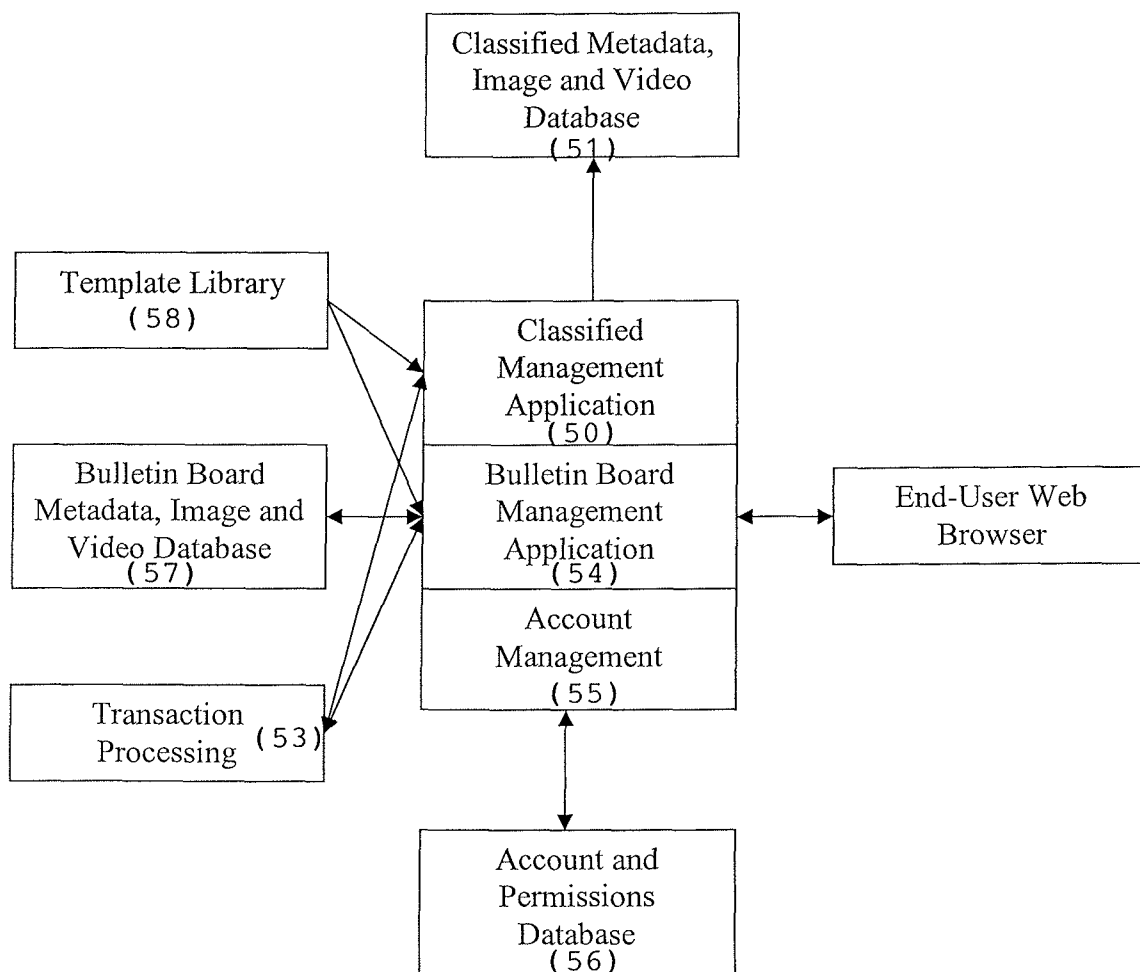 Classified Metadata,
Image and Video
Database
(51)
Template Library
(58)
Classified
Management
Application
(50)
Bulletin Board
Metadata, Image and
Video Database
(57)
Bulletin Board
Management
Application
(54)
End-User Web
Browser
Account
Management
(55)
Transaction
Processing
(53)
Account and
Permissions
Database
(56)